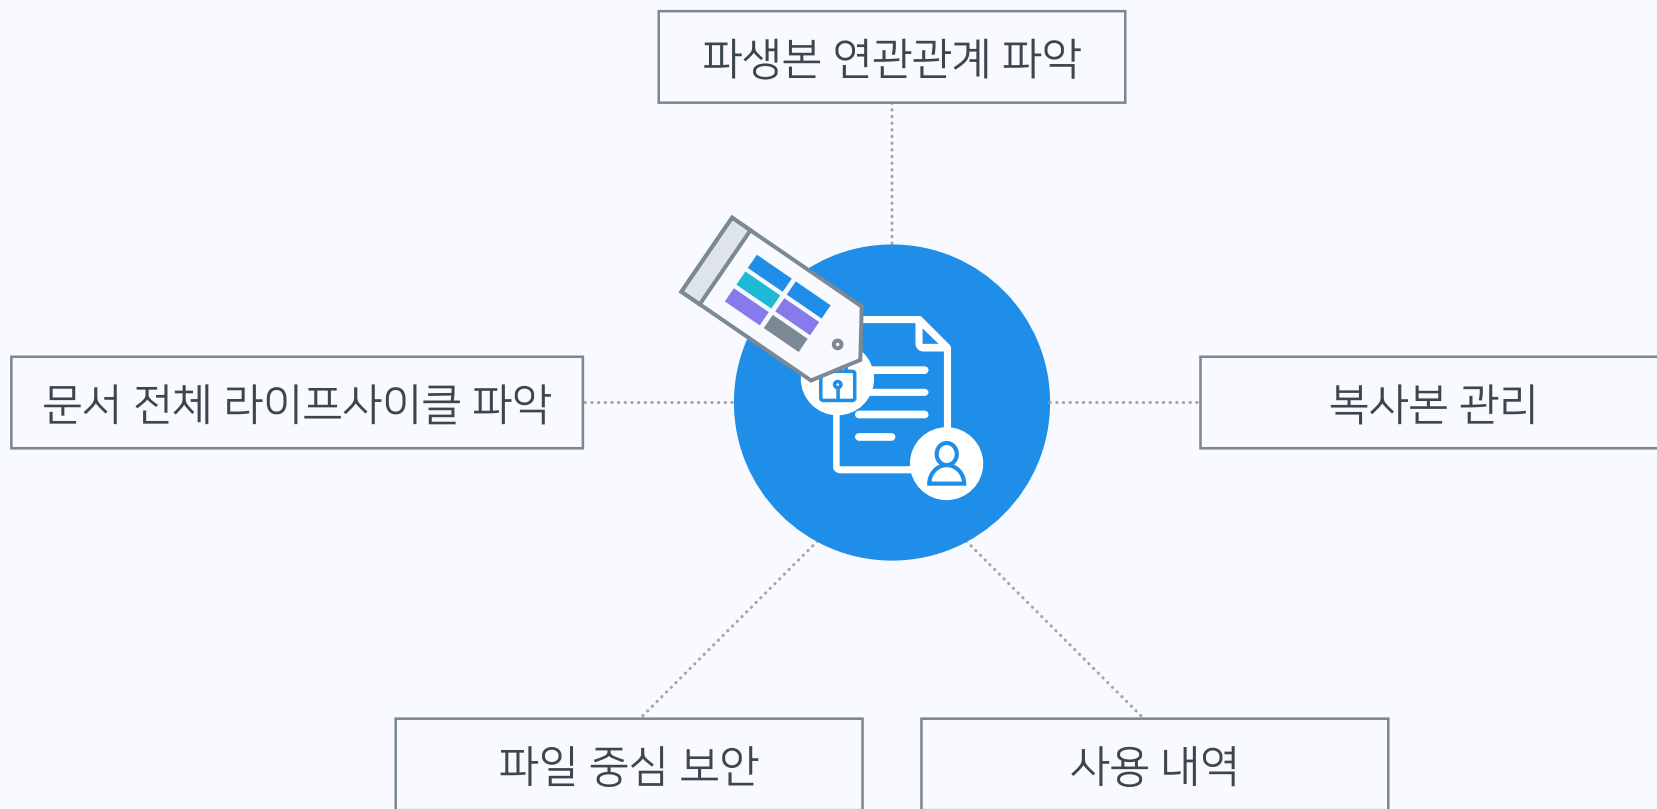 파생본 연관관계 파악
문서 전체 라이프사이클 파악
복사본 관리
파일 중심 보안
사용 내역